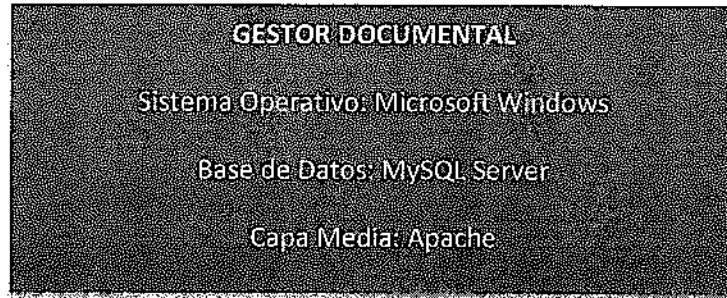 GESTOR DOCUMENTAL
Sistema Operativo: Microsoft Windows
Base de Datos: MySQL Server
Capa Media: Apache